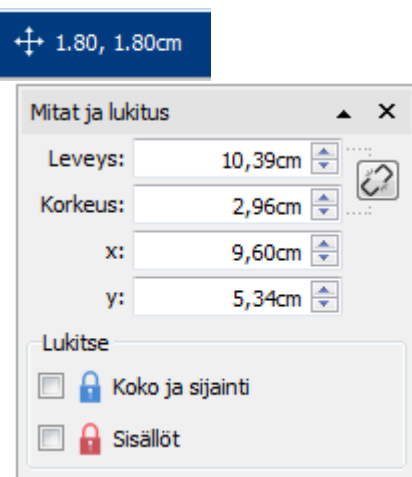 1.80, 1.80cm
Mitat ja lukitus
Leveys: 10,39cm
Korkeus: 2,96cm
x: 9,60cm
y: 5,34cm
Lukitse
Koko ja sijainti
Sisällöt